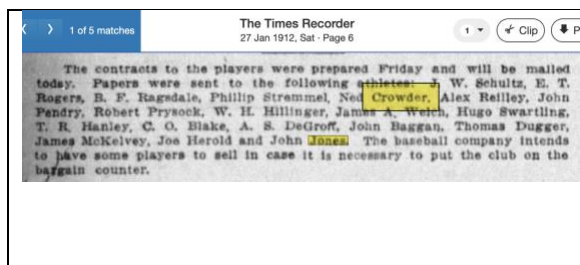 1 of 5 matches
The Times Recorder
27 Jan 1912, Sat · Page 6
1
Clip
P
The contracts to the players were prepared Friday and will be mailed
today. Papers were sent to the following athletes: J. W. Schultz, E. T.
Rogers, B. F. Ragsdale, Phillip Stremmel, Ned Crowder, Alex Reilley, John
Pendry, Robert Prysock, W. H. Hillinger, James A. Welch, Hugo Swartling,
T. R. Hanley, C. O. Blake, A. S. DeGroff, John Baggan, Thomas Dugger,
James McKelvey, Joe Herold and John Jones. The baseball company intends
to have some players to sell in case it is necessary to put the club on the
bargain counter.